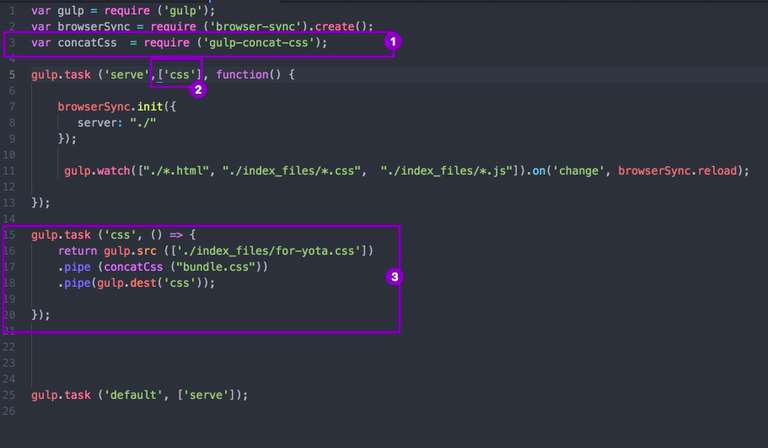 1 var gulp = require ('gulp');
2 var browserSync = require ('browser-sync').create();
3 var concatCss  = require ('gulp-concat-css'); 1
4
5 gulp.task ('serve',['css'], function() {
2
6
7 browserSync.init({
8 server: "./"
9 });
10
11 gulp.watch(["./*.html", "./index_files/*.css",  "./index_files/*.js"]).on('change', browserSync.reload);
12
13 });
14
15 gulp.task ('css', () => {
16 return gulp.src (['./index_files/for-yota.css'])
17 .pipe (concatCss ("bundle.css")) 3
18 .pipe(gulp.dest('css'));
19
20 });
21
22
23
24
25 gulp.task ('default', ['serve']);
26